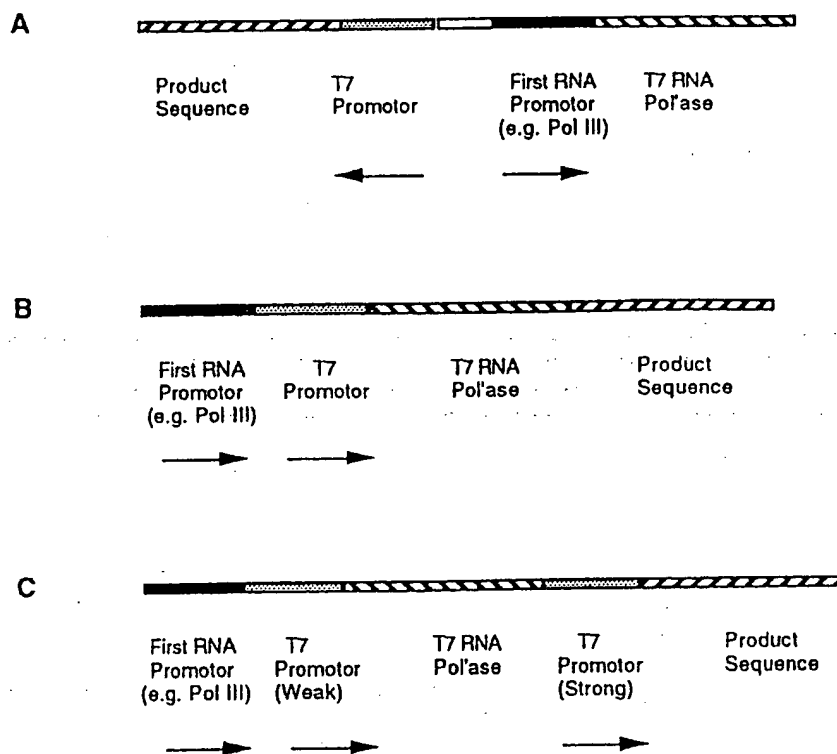 A
Product
Sequence
T7
Promotor
First RNA
Promotor
(e.g. Pol III)
T7 RNA
Pol'ase
B
First RNA
Promotor
(e.g. Pol III)
T7
Promotor
T7 RNA
Pol'ase
Product
Sequence
C
First RNA
Promotor
(e.g. Pol III)
T7
Promotor
(Weak)
T7 RNA
Pol'ase
T7
Promotor
(Strong)
Product
Sequence